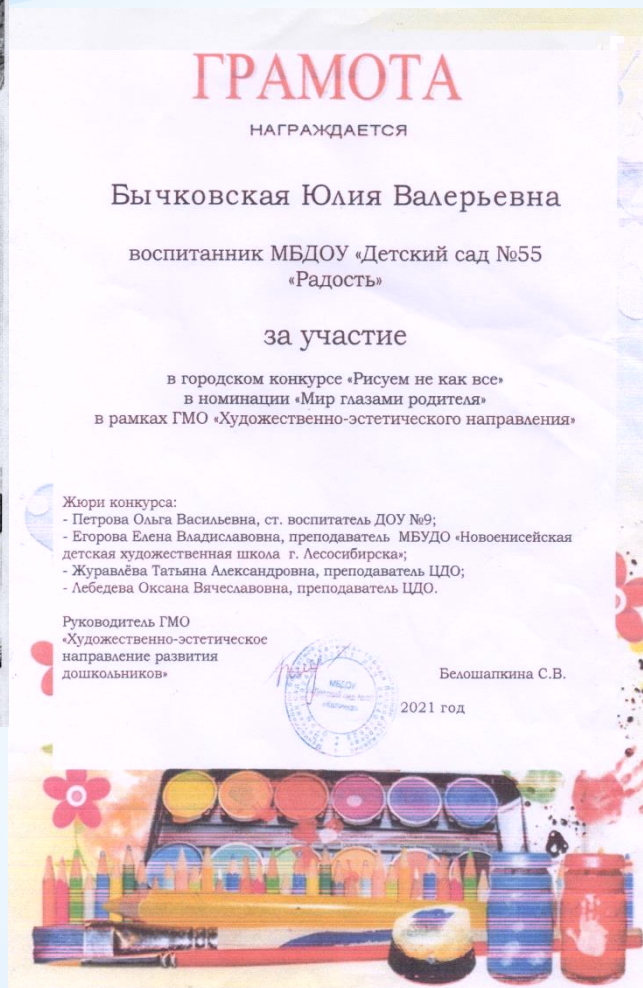 ГРАМОТА
НАГРАЖДАЕТСЯ
Бычковская Юлия Валерьевна
воспитанник МБДОУ «Детский сад №55
«Радость»
за участие
в городском конкурсе «Рисуем не как все»
в номинации «Мир глазами родителя»
в рамках ГМО «Художественно-эстетического направления»
Жюри конкурса:
- Петрова Ольга Васильевна, ст. воспитатель ДОУ №9;
- Егорова Елена Владиславовна, преподаватель МБУДО «Новоенисейская
детская художественная школа г. Лесосибирска»;
- Журавлёва Татьяна Александровна, преподаватель ЦДО;
- Лебедева Оксана Вячеславовна, преподаватель ЦДО.
Руководитель ГМО
«Художественно-эстетическое
направление развития
дошкольников»
Белошапкина С.В.
МБДОУ
Детский сад
2021 год